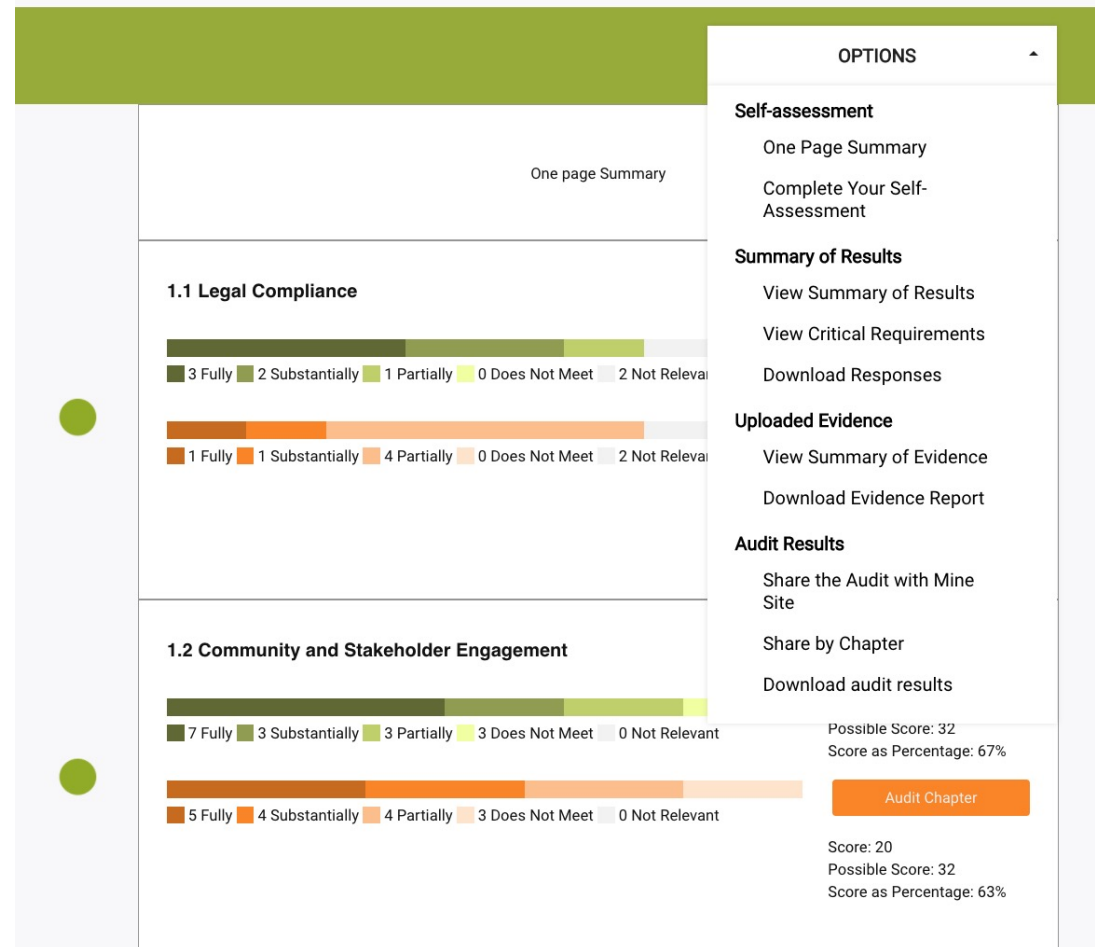 OPTIONS
Self-assessment
One Page Summary
Complete Your Self-
Assessment
Summary of Results
View Summary of Results
View Critical Requirements
Download Responses
Uploaded Evidence
View Summary of Evidence
Download Evidence Report
Audit Results
Share the Audit with Mine
Site
Share by Chapter
Download audit results
One page Summary
1.1 Legal Compliance
3 Fully 2 Substantially 1 Partially 0 Does Not Meet 2 Not
1 Fully 1 Substantially 4 Partially 0 Does Not Meet 2 Not
1.2 Community and Stakeholder Engagement
7 Fully 3 Substantially 3 Partially 3 Does Not Meet 0 Not Relevant
Possible Score: 32
Score as Percentage: 67%
5 Fully 4 Substantially 4 Partially 3 Does Not Meet 0 Not Relevant
Audit Chapter
Score: 20
Possible Score: 32
Score as Percentage: 63%